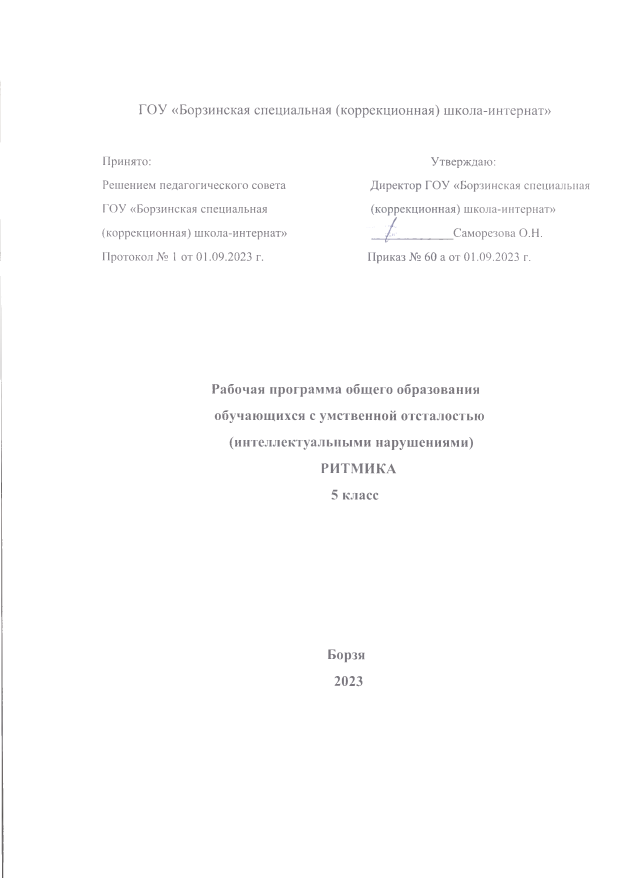 ГОУ «Борзинская специальная (коррекционная) школа-интернат»
Принято:
Решением педагогического совета
ГОУ «Борзинская специальная
(коррекционная) школа-интернат»
Протокол № 1 от 01.09.2023 г.
Утверждаю:
Директор ГОУ «Борзинская специальная
(коррекционная) школа-интернат»
______________Саморезова О.Н.
Приказ № 60 а от 01.09.2023 г.
Рабочая программа общего образования
обучающихся с умственной отсталостью
(интеллектуальными нарушениями)
РИТМИКА
5 класс
Борзя
2023